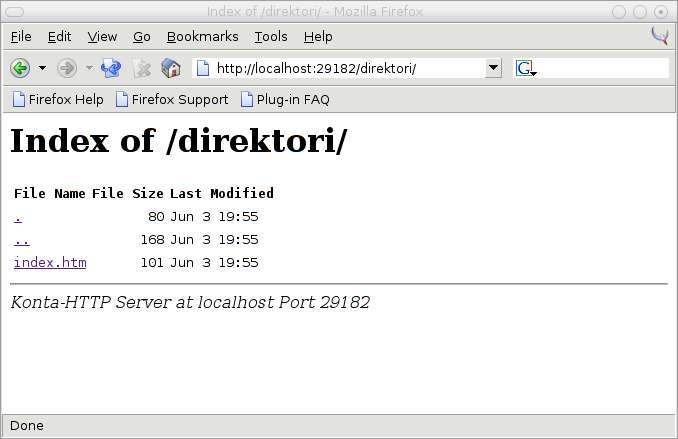 Index of /direktori/ - Mozilla Firefox
File Edit View Go Bookmarks Tools Help
http://localhost:29182/direktori/ G
Firefox Help Firefox Support Plug-in FAQ
Index of /direktori/
File Name File Size Last Modified
. 80 Jun 3 19:55
.. 168 Jun 3 19:55
index.htm 101 Jun 3 19:55
Konta-HTTP Server at localhost Port 29182
Done